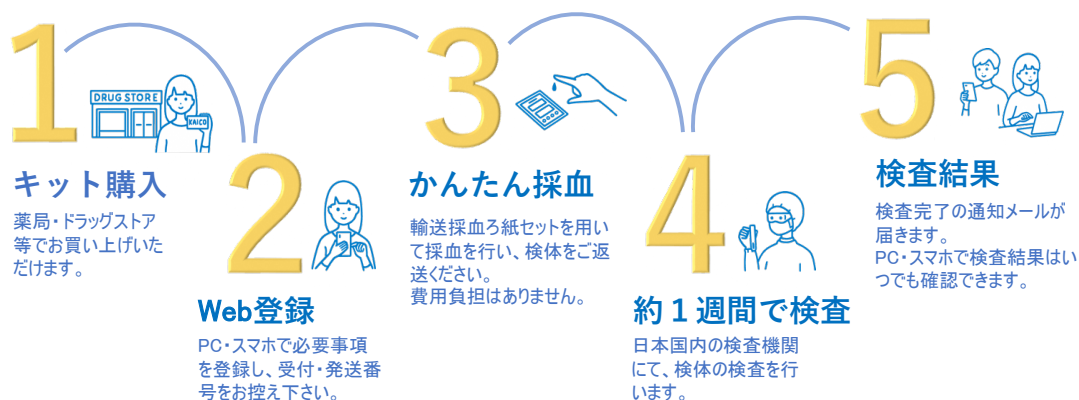 1
DRUG STORE
KAICO
キット購入
薬局・ドラッグストア
等でお買い上げいた
だけます。
2
Web登録
PC・スマホで必要事項
を登録し、受付・発送番
号をお控え下さい。
3
かんたん採血
輸送採血ろ紙セットを用い
て採血を行い、検体をご返
送ください。
費用負担はありません。
4
約１週間で検査
日本国内の検査機関
にて、検体の検査を行
います。
5
検査結果
検査完了の通知メールが
届きます。
PC・スマホで検査結果はい
つでも確認できます。